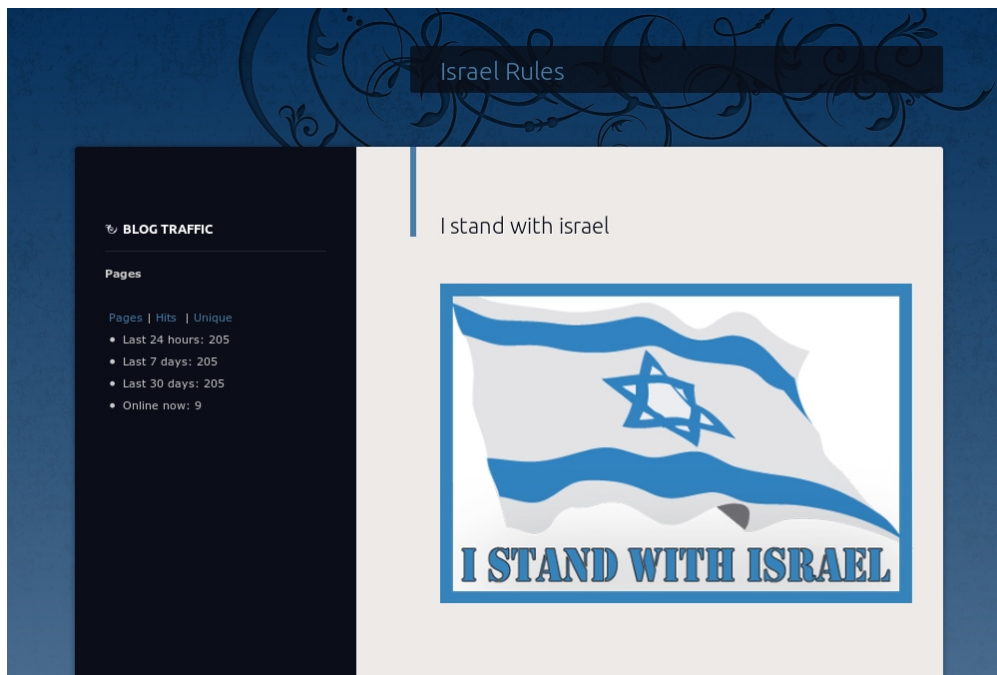 Israel Rules
BLOG TRAFFIC
Pages
Pages | Hits | Unique
Last 24 hours: 205
Last 7 days: 205
Last 30 days: 205
Online now: 9
I stand with israel
I STAND WITH ISRAEL